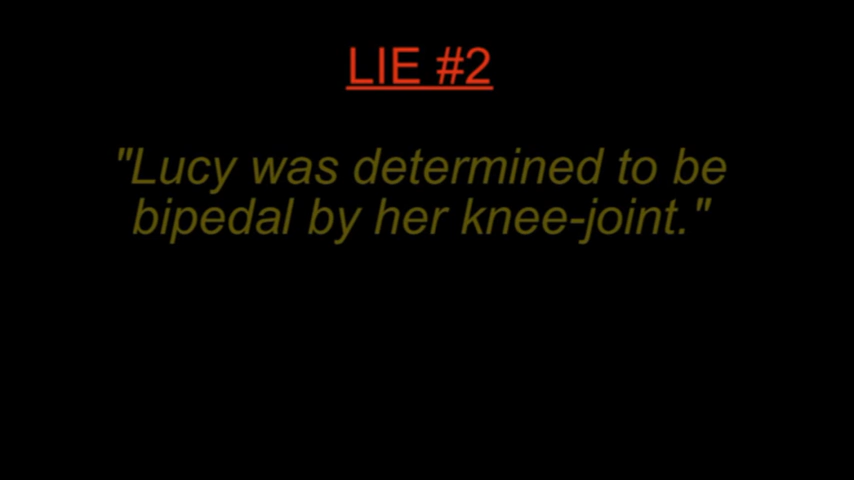 LIE #2
"Lucy was determined to be
bipedal by her knee-joint."